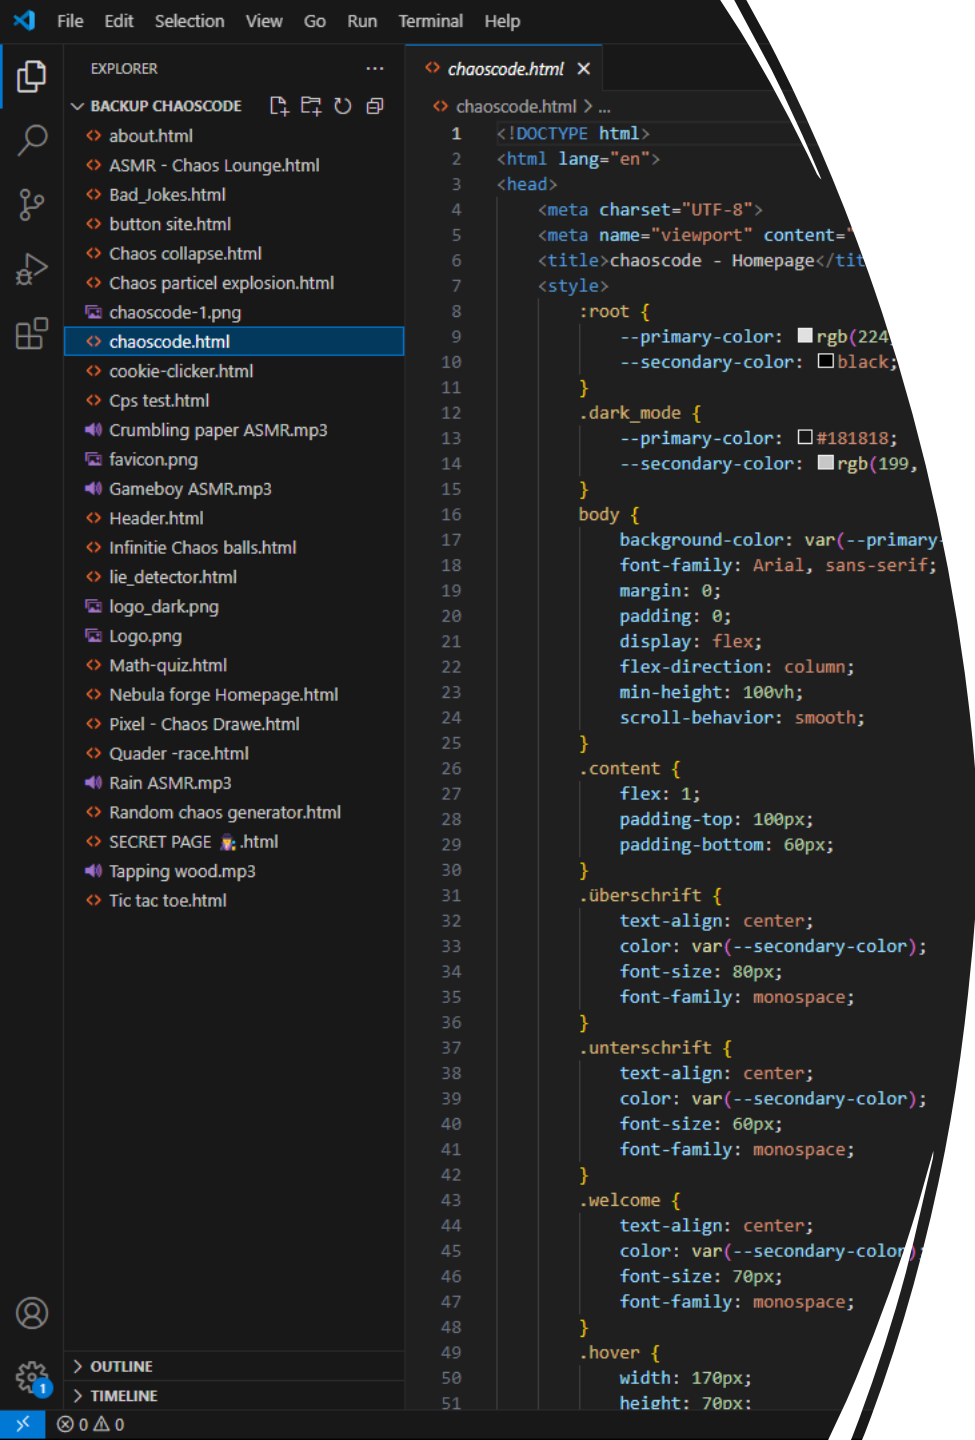 File Edit Selection View Go Run Terminal Help
EXPLORER ...
BACKUP CHAOSCODE
about.html
ASMR - Chaos Lounge.html
Bad_Jokes.html
button site.html
Chaos collapse.html
Chaos particel explosion.html
chaoscode-1.png
chaoscode.html
cookie-clicker.html
Cps test.html
Crumbling paper ASMR.mp3
favicon.png
Gameboy ASMR.mp3
Header.html
Infinitie Chaos balls.html
lie_detector.html
logo_dark.png
Logo.png
Math-quiz.html
Nebula forge Homepage.html
Pixel - Chaos Drawe.html
Quader -race.html
Rain ASMR.mp3
Random chaos generator.html
SECRET PAGE 🕵️‍♂️.html
Tapping wood.mp3
Tic tac toe.html
OUTLINE
TIMELINE
1
0 0
chaoscode.html
chaoscode.html > ...
1 <!DOCTYPE html>
2 <html lang="en">
3 <head>
4 <meta charset="UTF-8">
5 <meta name="viewport" content="
6 <title>chaoscode - Homepage</tit
7 <style>
8 :root {
9 --primary-color: rgb(224,
10 --secondary-color: black;
11 }
12 .dark_mode {
13 --primary-color: #181818;
14 --secondary-color: rgb(199,
15 }
16 body {
17 background-color: var(--primary-
18 font-family: Arial, sans-serif;
19 margin: 0;
20 padding: 0;
21 display: flex;
22 flex-direction: column;
23 min-height: 100vh;
24 scroll-behavior: smooth;
25 }
26 .content {
27 flex: 1;
28 padding-top: 100px;
29 padding-bottom: 60px;
30 }
31 .überschrift {
32 text-align: center;
33 color: var(--secondary-color);
34 font-size: 80px;
35 font-family: monospace;
36 }
37 .unterschrift {
38 text-align: center;
39 color: var(--secondary-color);
40 font-size: 60px;
41 font-family: monospace;
42 }
43 .welcome {
44 text-align: center;
45 color: var(--secondary-color);
46 font-size: 70px;
47 font-family: monospace;
48 }
49 .hover {
50 width: 170px;
51 height: 70px;